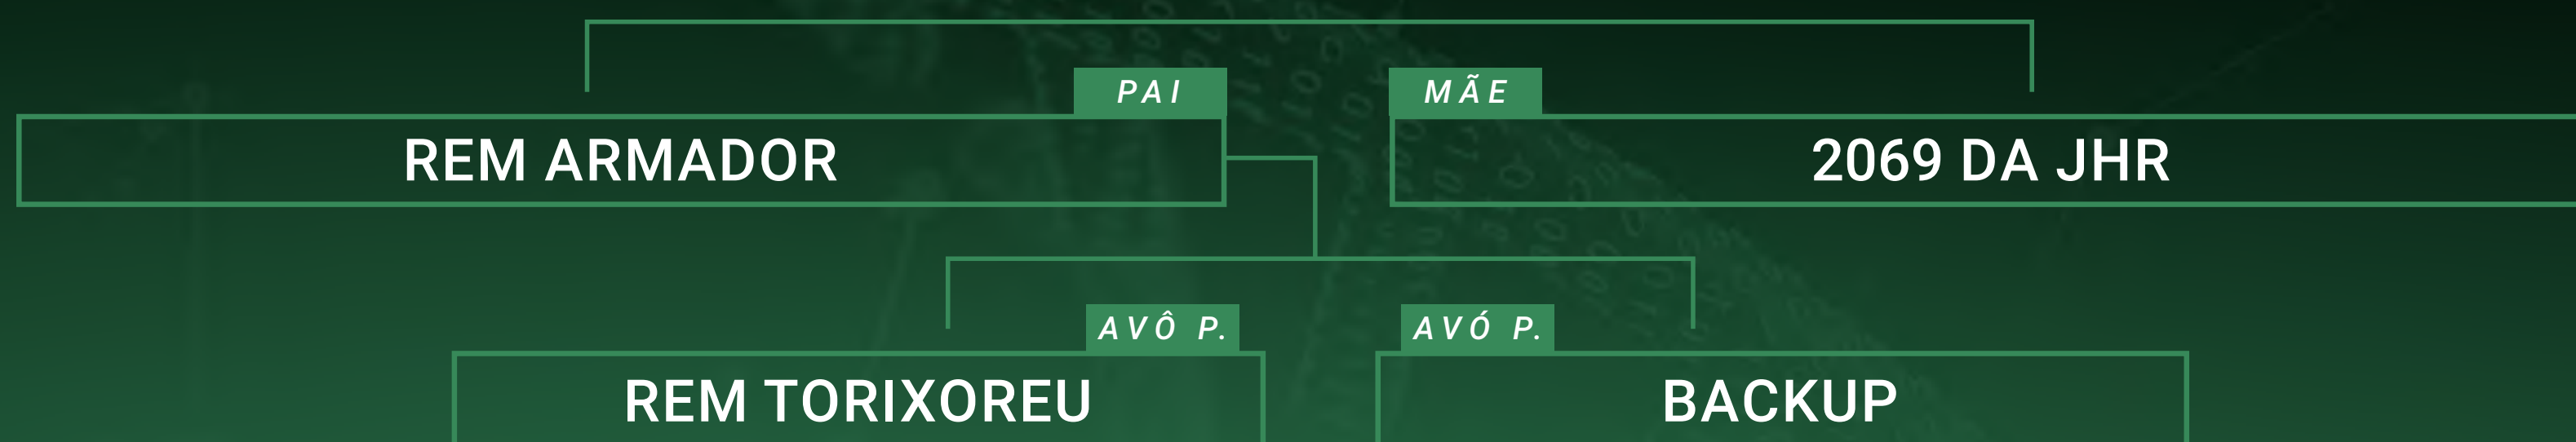 PAI
MÃE
REM ARMADOR
2069 DA JHR
AVÔ P.
AVÓ P.
REM TORIXOREU
BACKUP